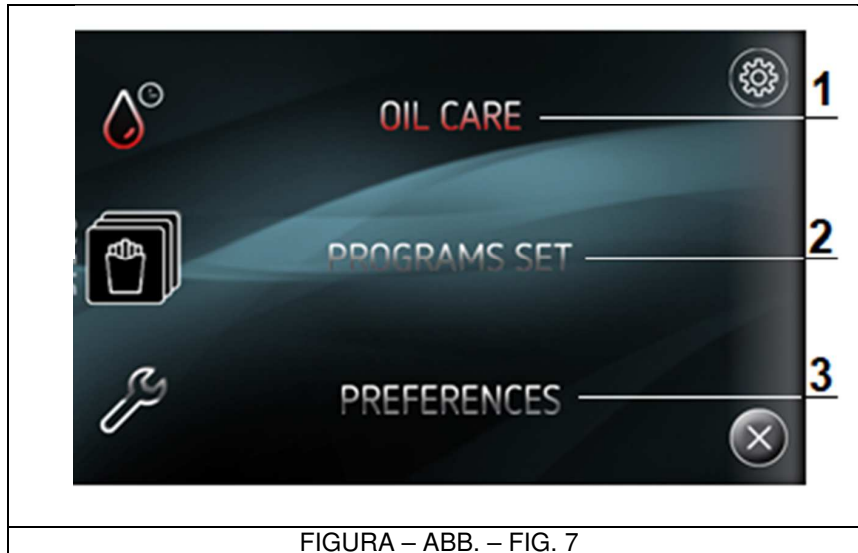 OIL CARE
1
PROGRAMS SET
2
PREFERENCES
3
FIGURA – ABB. – FIG. 7